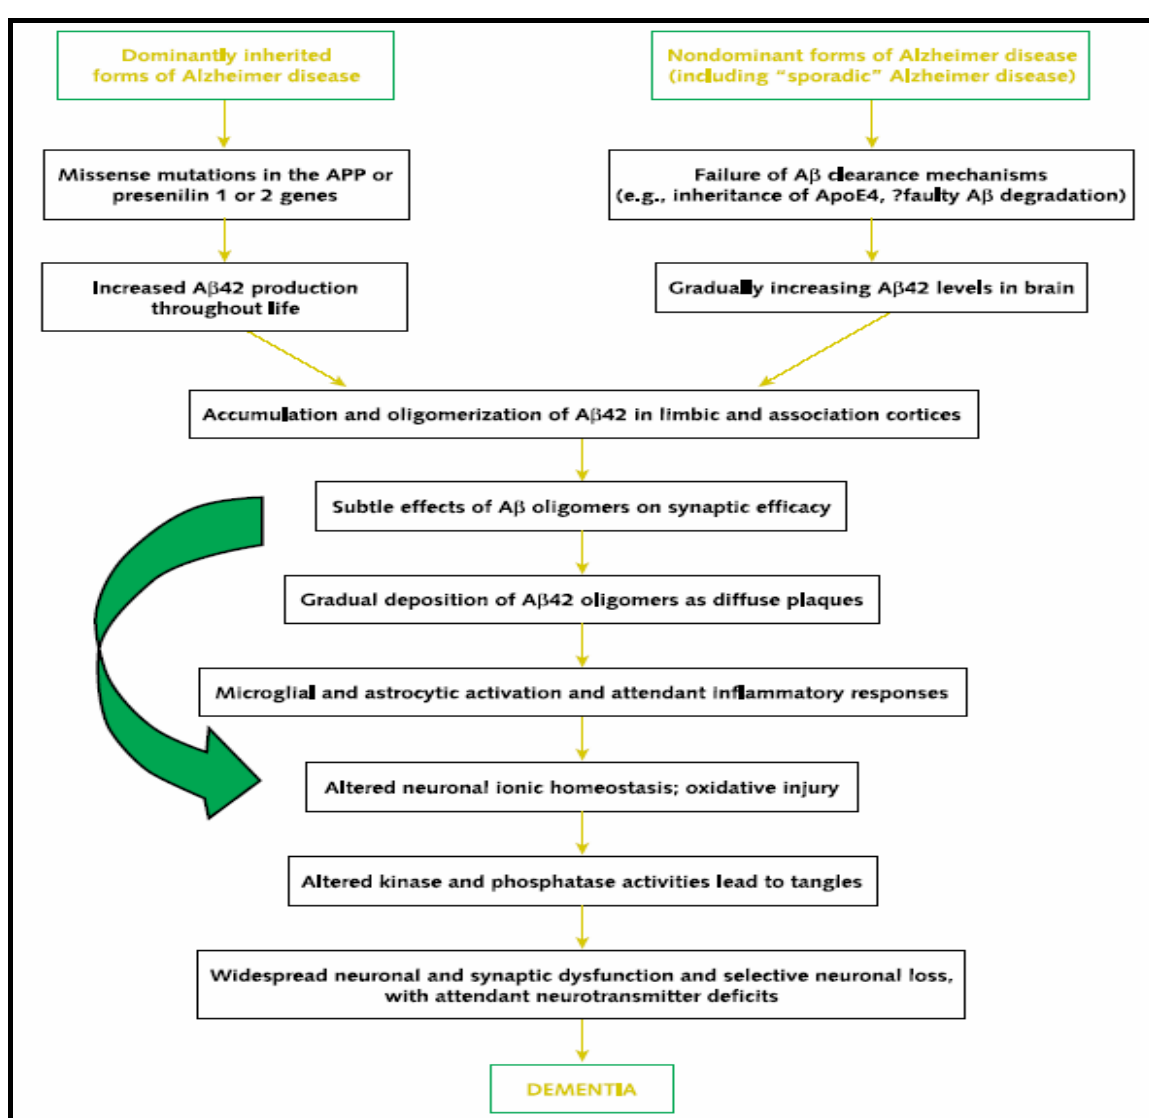 Dominantly inherited
forms of Alzheimer disease
Nondominant forms of Alzheimer disease
(including “sporadic” Alzheimer disease)
Missense mutations in the APP or
presenilin 1 or 2 genes
Failure of Aβ clearance mechanisms
(e.g., inheritance of ApoE4, ?faulty Aβ degradation)
Increased Aβ42 production
throughout life
Gradually increasing Aβ42 levels in brain
Accumulation and oligomerization of Aβ42 in limbic and association cortices
Subtle effects of Aβ oligomers on synaptic efficacy
Gradual deposition of Aβ42 oligomers as diffuse plaques
Microglial and astrocytic activation and attendant inflammatory responses
Altered neuronal ionic homeostasis; oxidative injury
Altered kinase and phosphatase activities lead to tangles
Widespread neuronal and synaptic dysfunction and selective neuronal loss,
with attendant neurotransmitter deficits
DEMENTIA